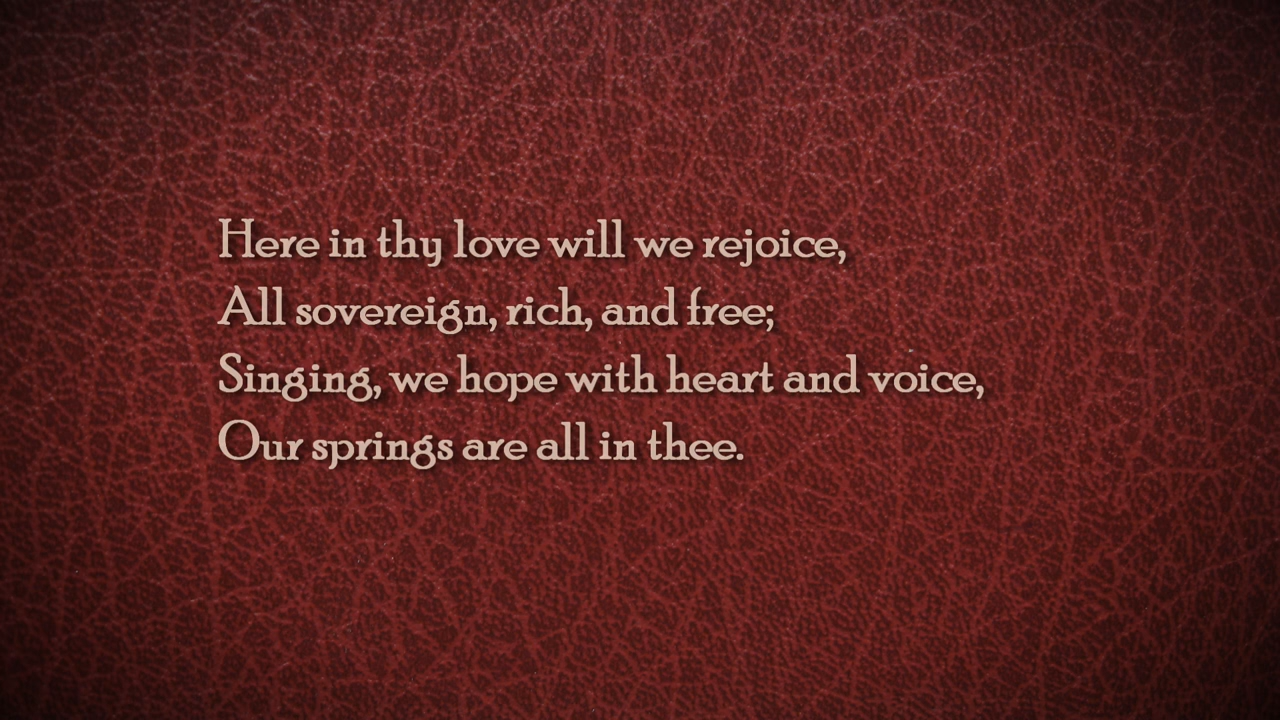 Here in thy love will we rejoice,
All sovereign, rich, and free;
Singing, we hope with heart and voice,
Our springs are all in thee.